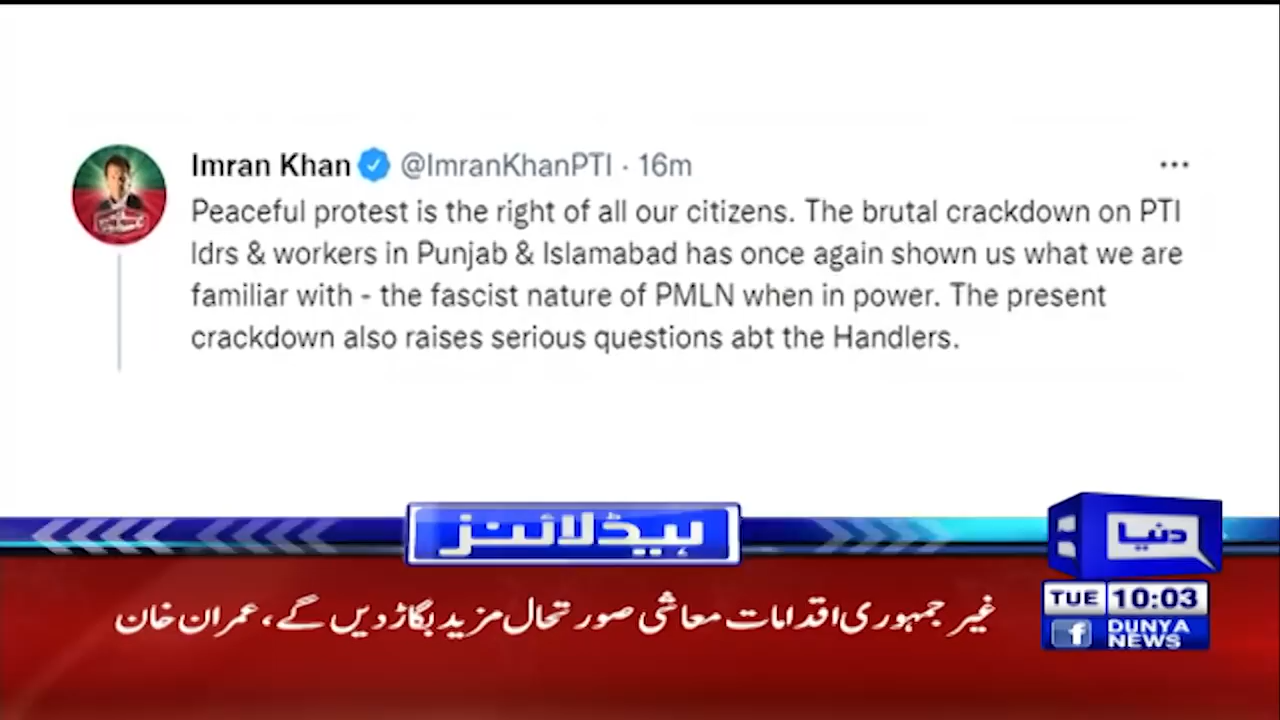 Imran Khan @ImranKhanPTI · 16m
Peaceful protest is the right of all our citizens. The brutal crackdown on PTI
ldrs & workers in Punjab & Islamabad has once again shown us what we are
familiar with - the fascist nature of PMLN when in power. The present
crackdown also raises serious questions abt the Handlers.
ہیڈلائنز
دنیا
غیر جمہوری اقدامات معاشی صورتحال مزید بگاڑ دیں گے، عمران خان
TUE 10:03
DUNYA
NEWS